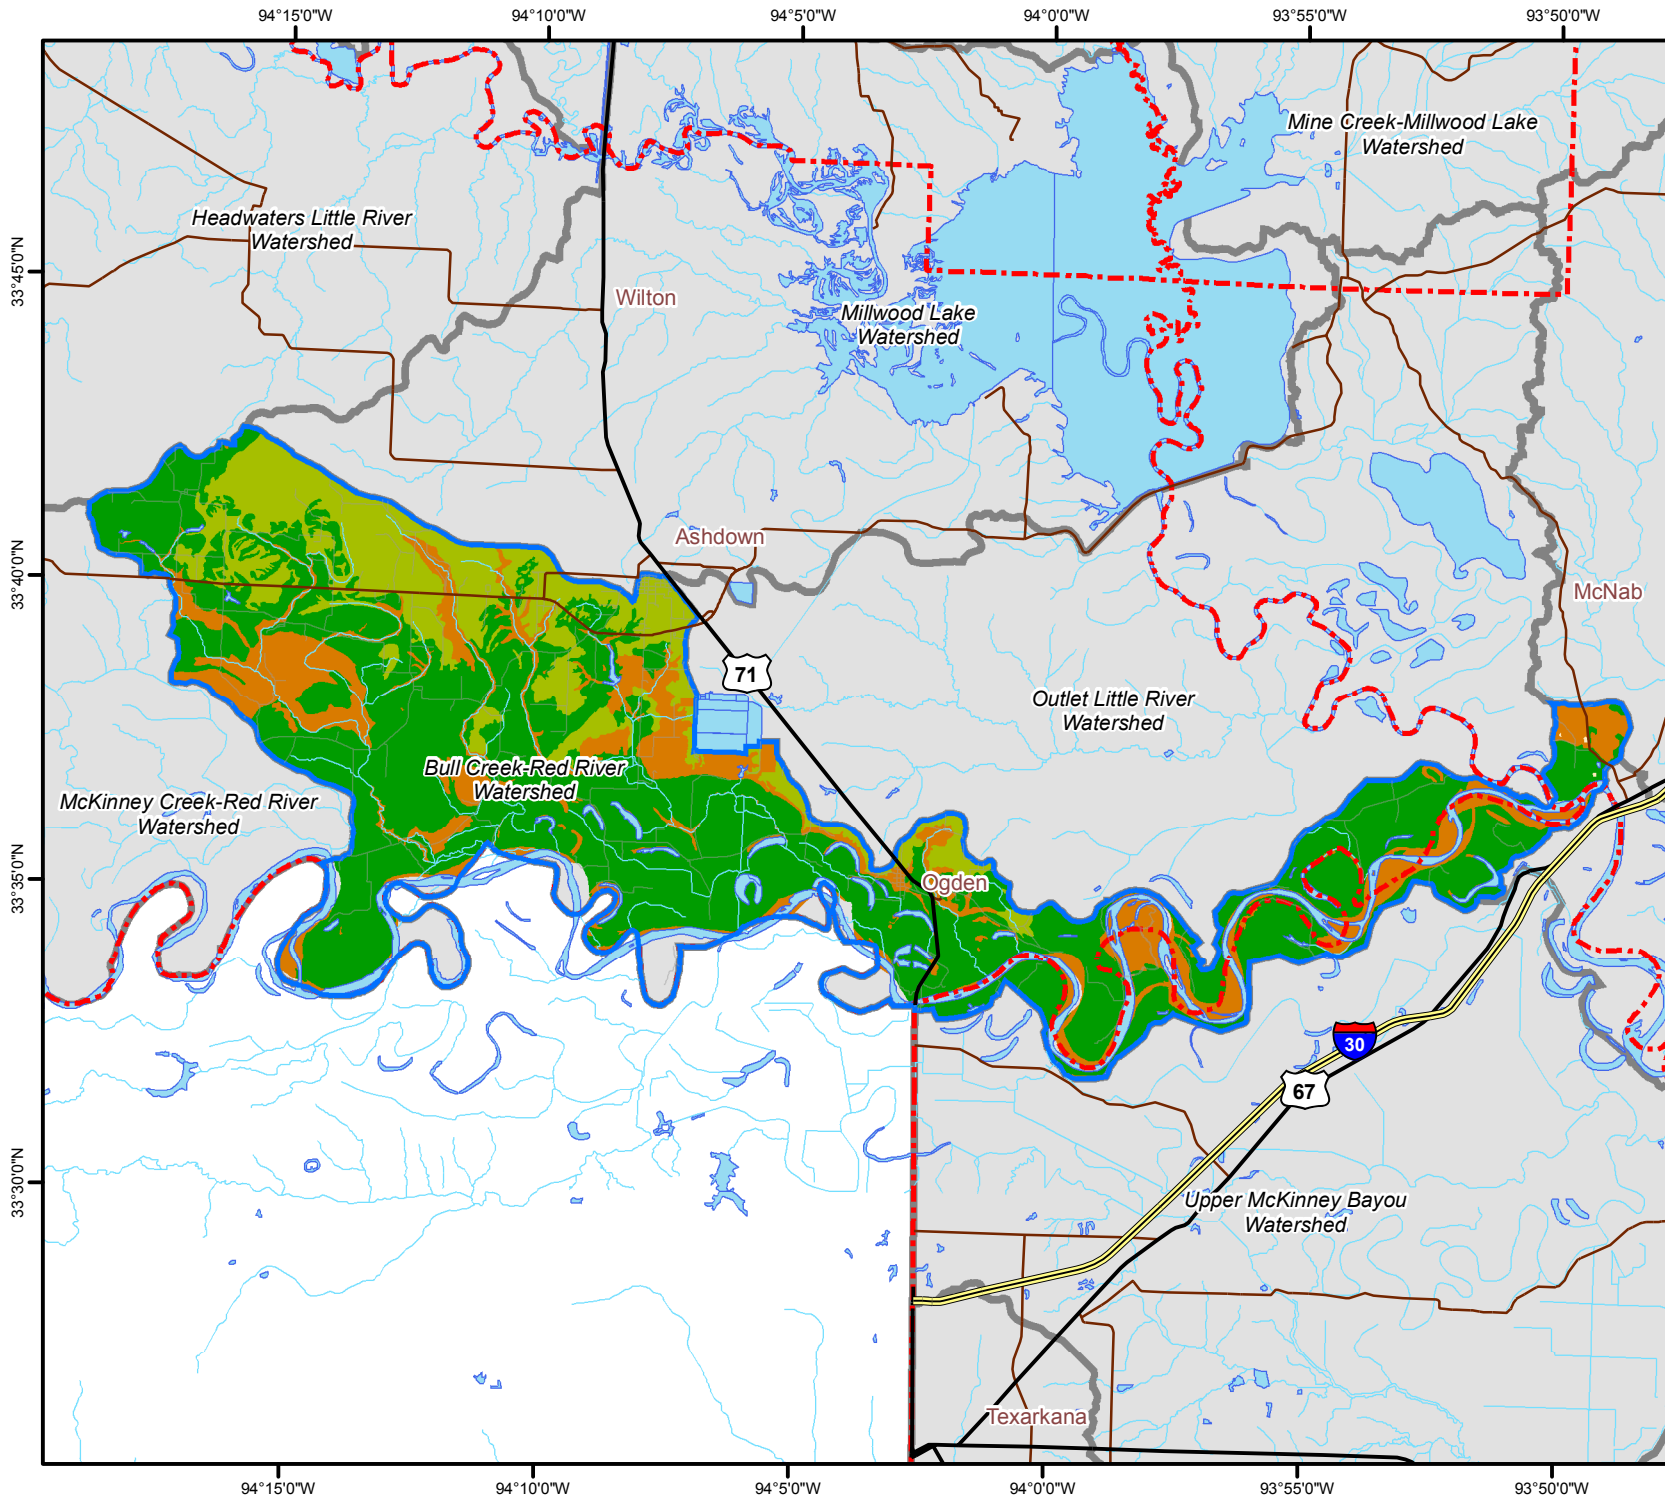 94°15'0"W
94°10'0"W
94°5'0"W
94°0'0"W
93°55'0"W
93°50'0"W
Mine Creek-Millwood Lake
Watershed
Headwaters Little River
Watershed
33°45'0"N
Wilton
Millwood Lake
Watershed
Ashdown
33°40'0"N
McNab
71
Outlet Little River
Watershed
Bull Creek-Red River
Watershed
McKinney Creek-Red River
Watershed
33°35'0"N
Ogden
30
67
33°30'0"N
Upper McKinney Bayou
Watershed
Texarkana
94°15'0"W
94°10'0"W
94°5'0"W
94°0'0"W
93°55'0"W
93°50'0"W